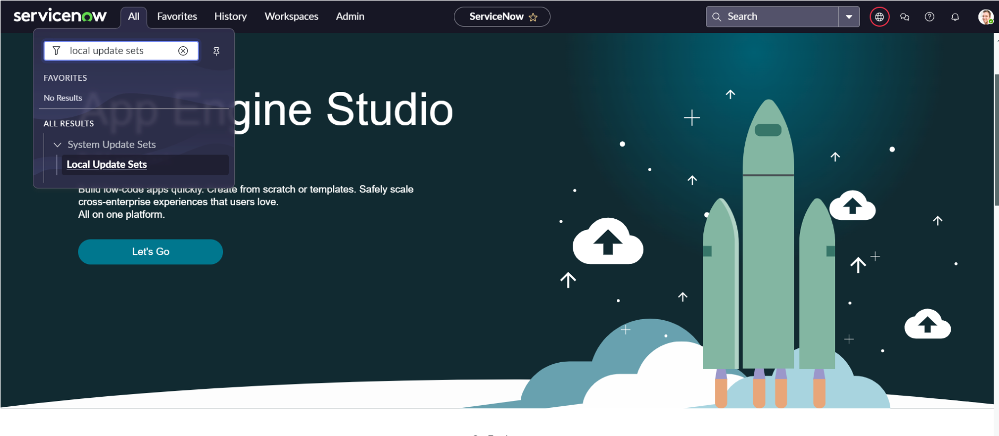 servicenow All Favorites History Workspaces Admin ServiceNow Search
local update sets
FAVORITES
No Results
App Engine Studio
ALL RESULTS
System Update Sets
Local Update Sets
Build low-code apps quickly. Create from scratch or templates. Safely scale
cross-enterprise experiences that users love.
All on one platform.
Let's Go